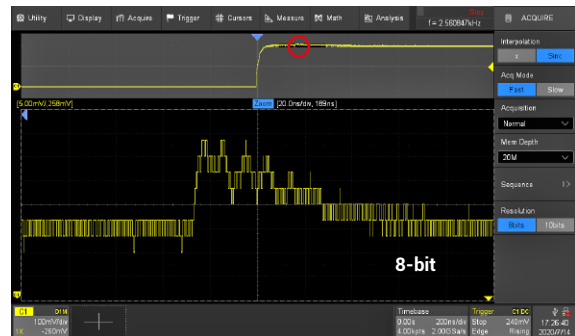 Utility Display Acquire Trigger Cursors Measure Math Analysis Sinc f = 2.560847kHz ACQUIRE
Interpolation
x Sinc
Acq Mode
Fast Slow
Acquisition
Normal
Mem Depth
20M
Sequence
Resolution
8bits 10bits
[5.00mV/,258mV] Zoom [20.0ns/div, 189ns]
8-bit
C1 D1M
100mV/div
1X -260mV
Timebase
0.00s 200ns/div
4.00kpts 2.00GSa/s
Trigger C1 DC
Stop 240mV
Edge Rising
17:26:40
2020/7/14